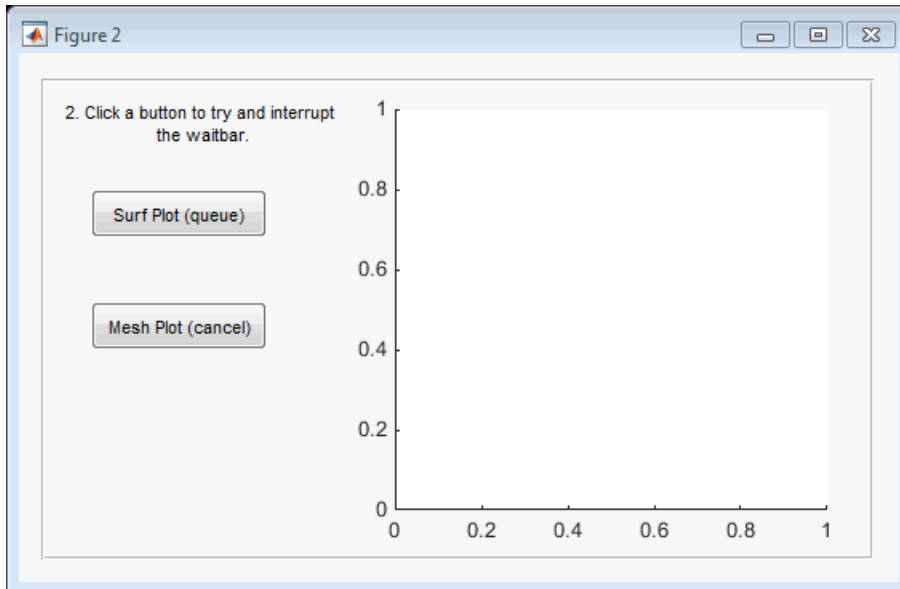 Figure 2
2. Click a button to try and interrupt
the waitbar.
Surf Plot (queue)
Mesh Plot (cancel)
1
0.8
0.6
0.4
0.2
0
0 0.2 0.4 0.6 0.8 1